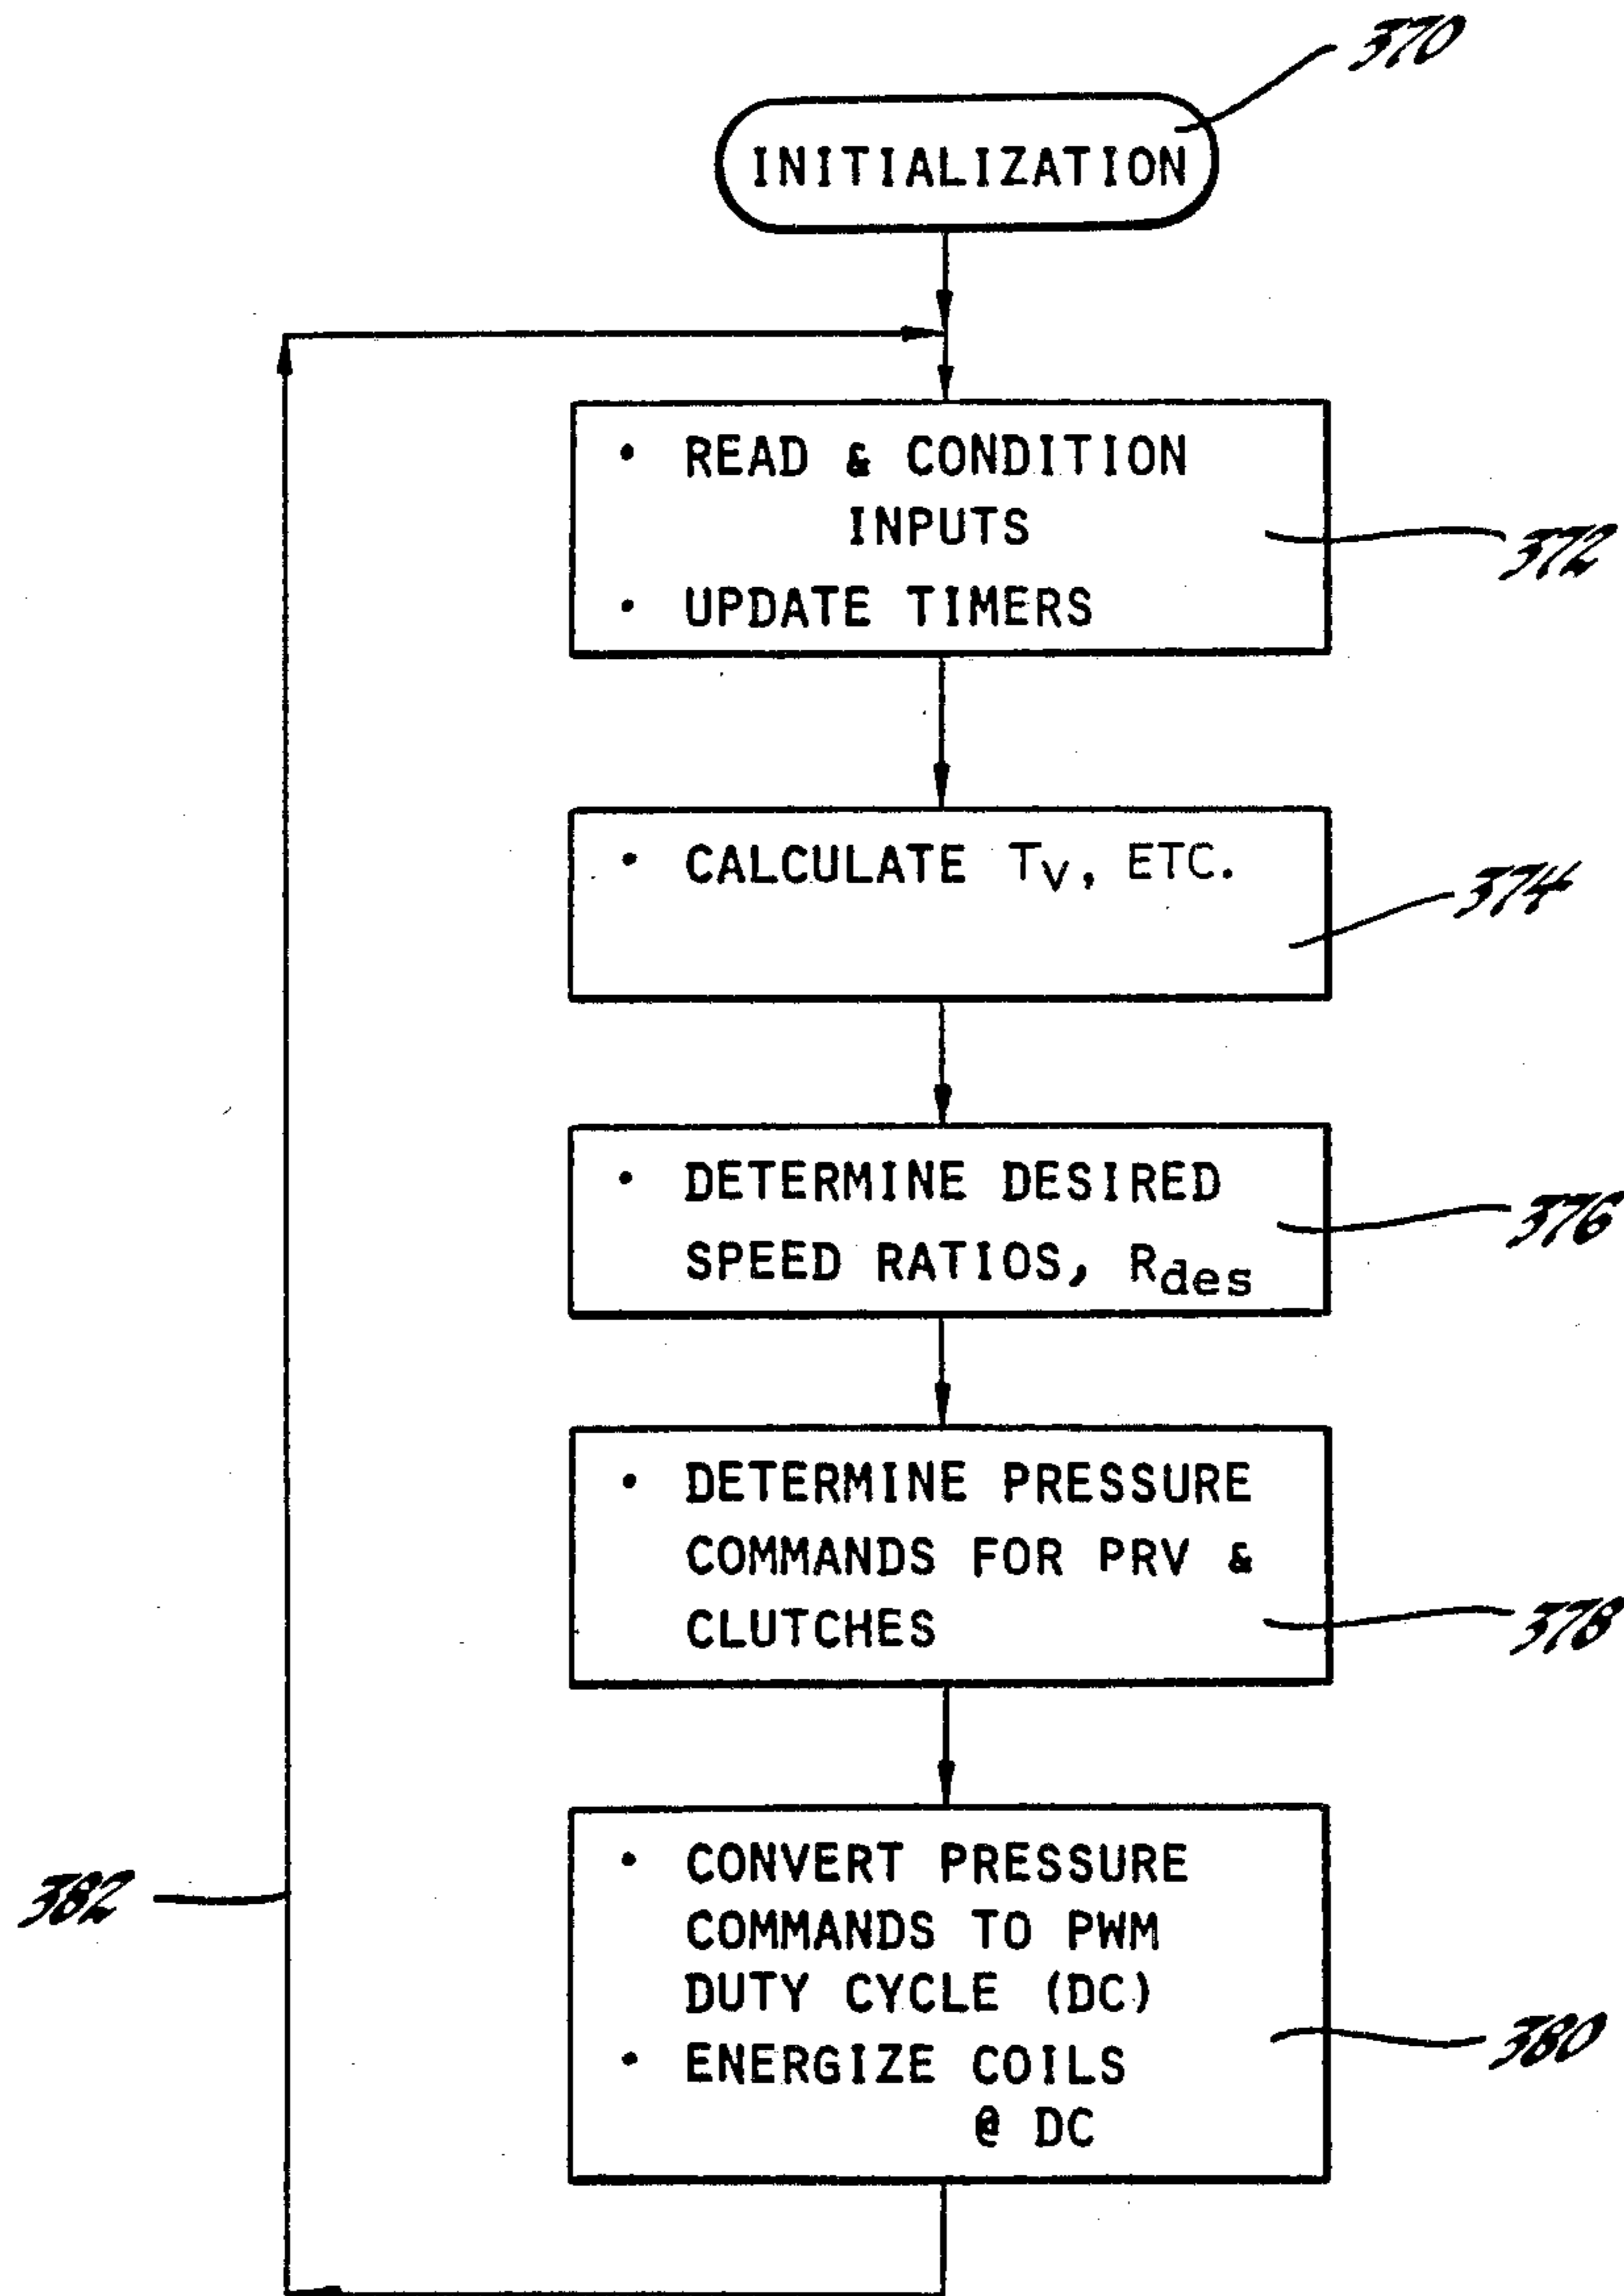 370
INITIALIZATION
• READ & CONDITION
INPUTS
372
• UPDATE TIMERS
• CALCULATE Tv, ETC.
374
• DETERMINE DESIRED
376
SPEED RATIOS, Rdes
• DETERMINE PRESSURE
COMMANDS FOR PRV &
CLUTCHES
378
• CONVERT PRESSURE
382
COMMANDS TO PWM
DUTY CYCLE (DC)
• ENERGIZE COILS
380
@ DC